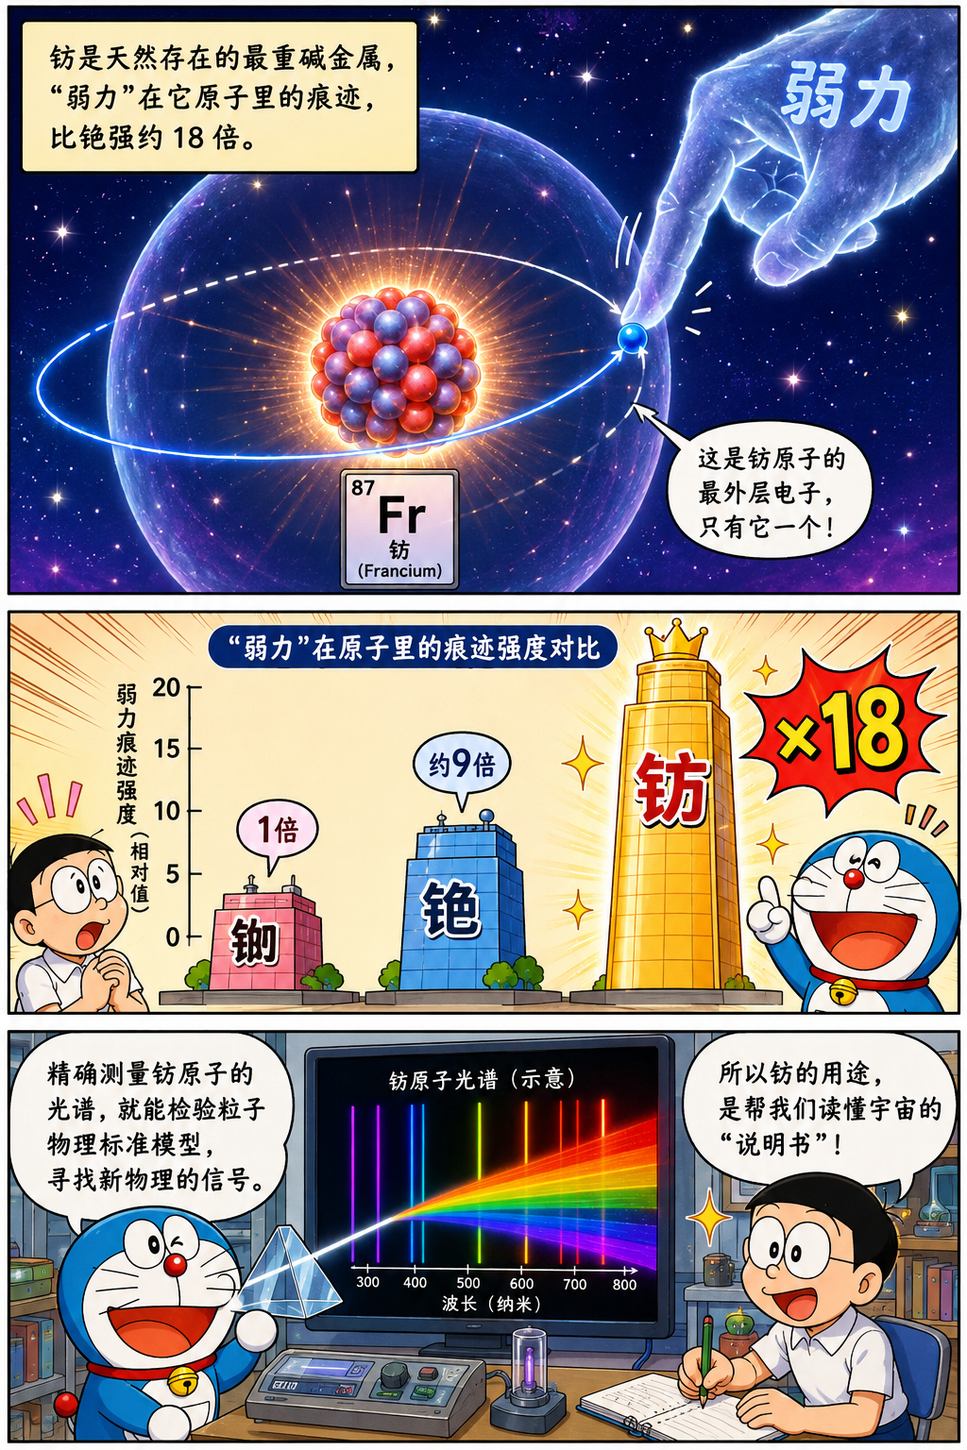 钫是天然存在的最重碱金属，
“弱力”在它原子里的痕迹，
比铯强约 18 倍。
弱力
87
Fr
钫
(Francium)
这是钫原子的
最外层电子，
只有它一个！
“弱力”在原子里的痕迹强度对比
弱力痕迹强度（相对值）
20
15
10
5
0
1倍
约9倍
铯
钫
×18
精确测量钫原子的
光谱，就能检验粒子
物理标准模型，
寻找新物理的信号。
钫原子光谱（示意）
300 400 500 600 700 800
波长（纳米）
所以钫的用途，
是帮我们读懂宇宙的
“说明书”！